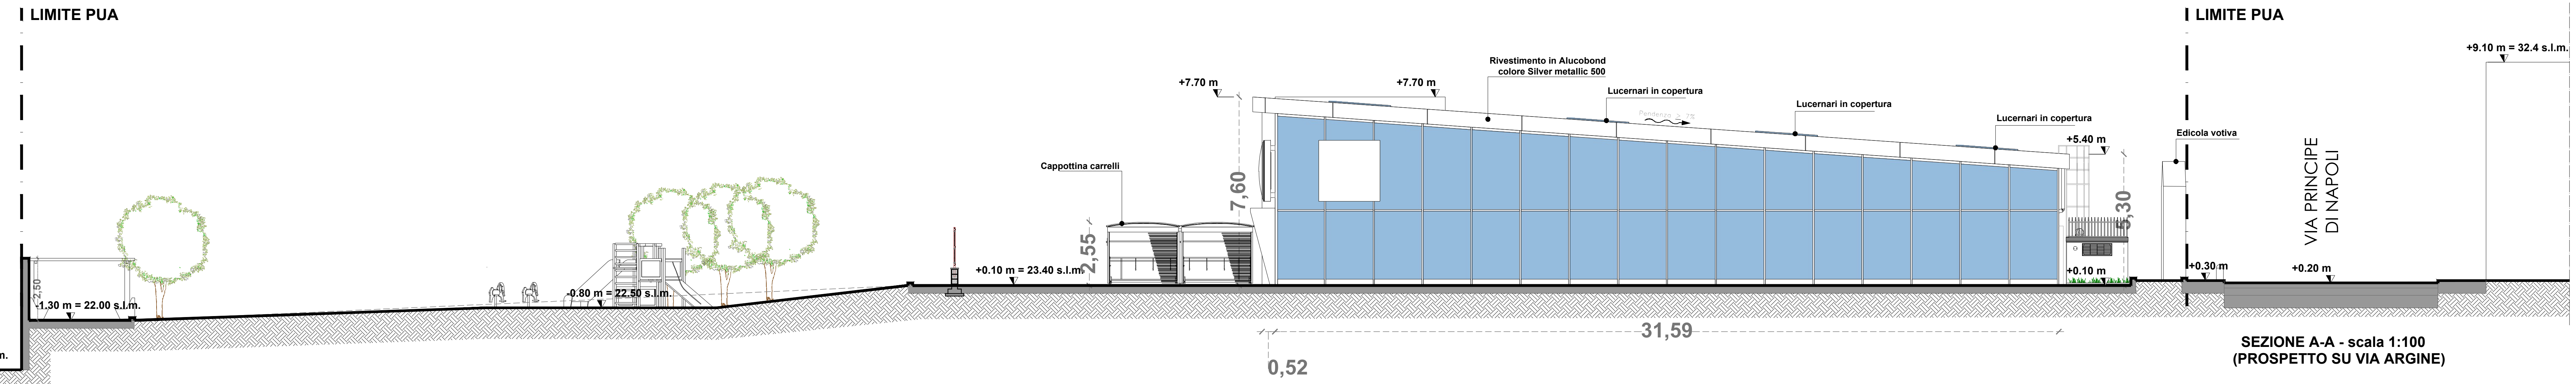 LIMITE PUA
LIMITE PUA
+9.10 m = 32.4 s.l.m.
Rivestimento in Alucobond
colore Silver metallic 500
+7.70 m
+7.70 m
Lucernari in copertura
Lucernari in copertura
Lucernari in copertura
Pendenza = 7%
+5.40 m
Edicola votiva
Cappottina carrelli
7,60
5,30
VIA PRINCIPE
DI NAPOLI
2,55
+0.10 m = 23.40 s.l.m.
+0.10 m
+0.30 m
+0.20 m
2,50
-1.30 m = 22.00 s.l.m.
-0.80 m = 22.50 s.l.m.
31,59
0,52
m.
SEZIONE A-A - scala 1:100
(PROSPETTO SU VIA ARGINE)